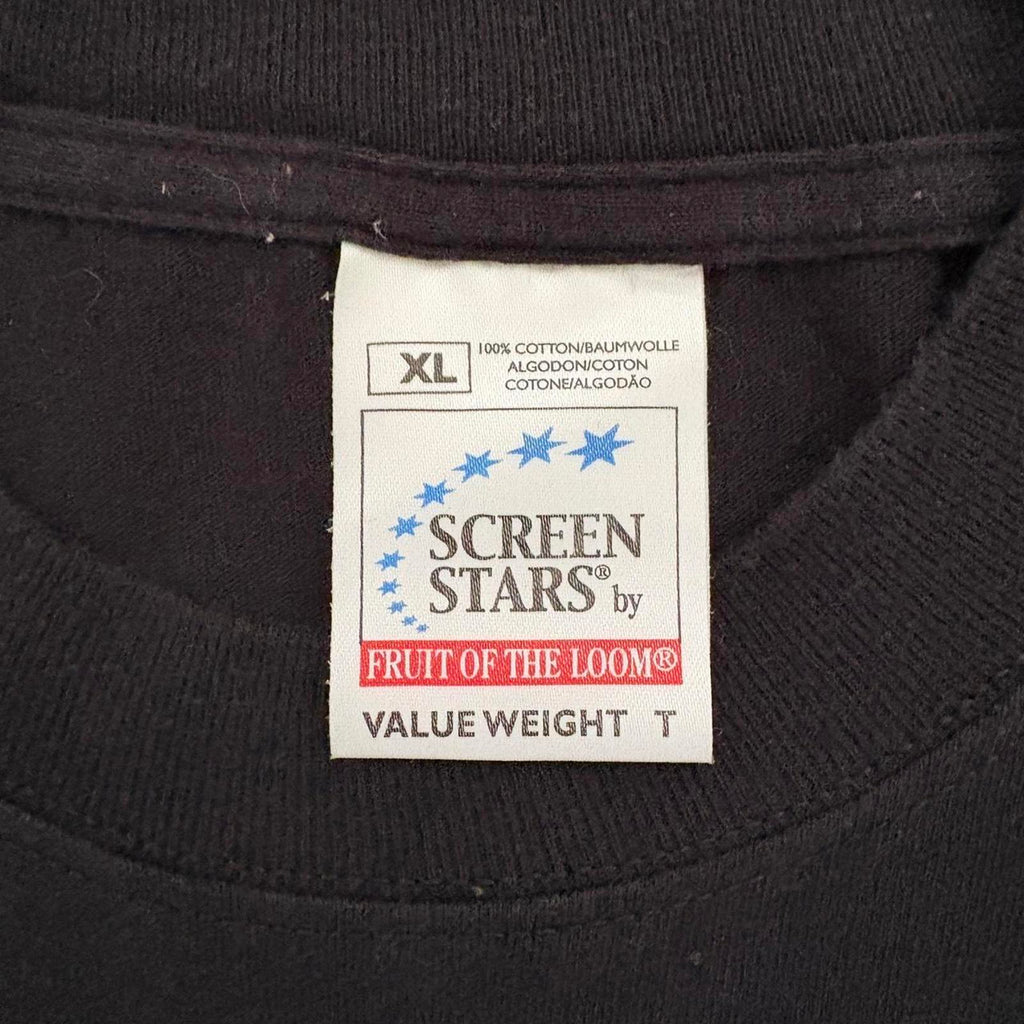 XL
100% COTTON/BAUMWOLLE
ALGODON/COTON
COTONE/ALGODÃO
SCREEN
STARS® by
FRUIT OF THE LOOM®
VALUE WEIGHT T